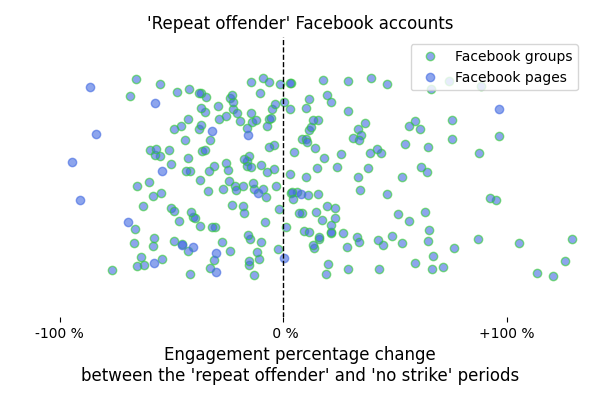 'Repeat offender' Facebook accounts
Facebook groups
Facebook pages
-100 %
0 %
+100 %
Engagement percentage change
between the 'repeat offender' and 'no strike' periods